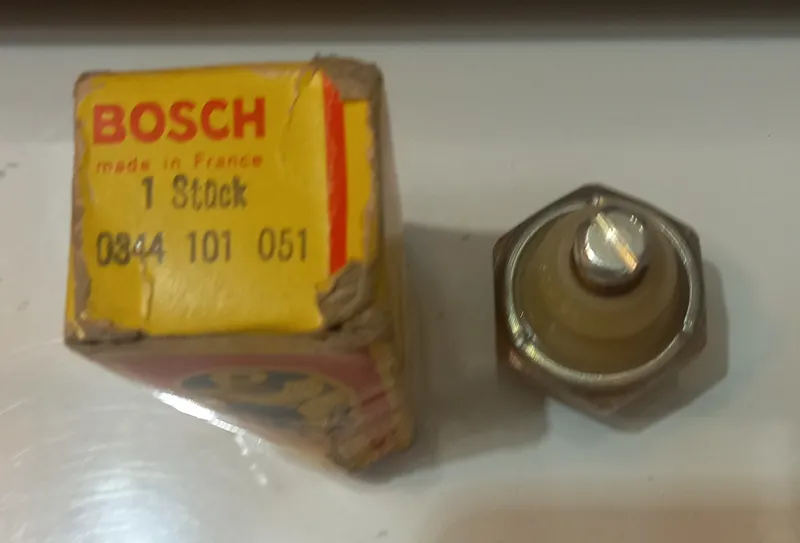 BOSCH
made in France
1 Stück
0344 101 051